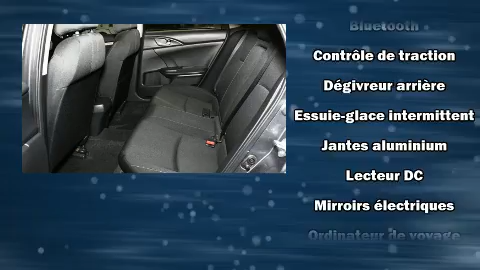 Bluetooth
Contrôle de traction
Dégivreur arrière
Essuie-glace intermittent
Jantes aluminium
Lecteur DC
Mirroirs électriques
Ordinateur de voyage